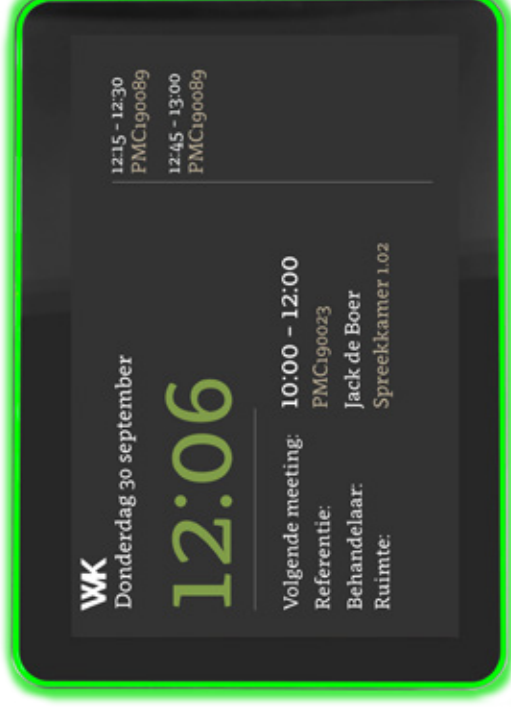 WK
Donderdag 30 september
12:06
Volgende meeting: 10:00 - 12:00
Referentie: PMC190023
Behandelaar: Jack de Boer
Ruimte: Spreekkamer 1.02
12:15 - 12:30
PMC190089
12:45 - 13:00
PMC190089